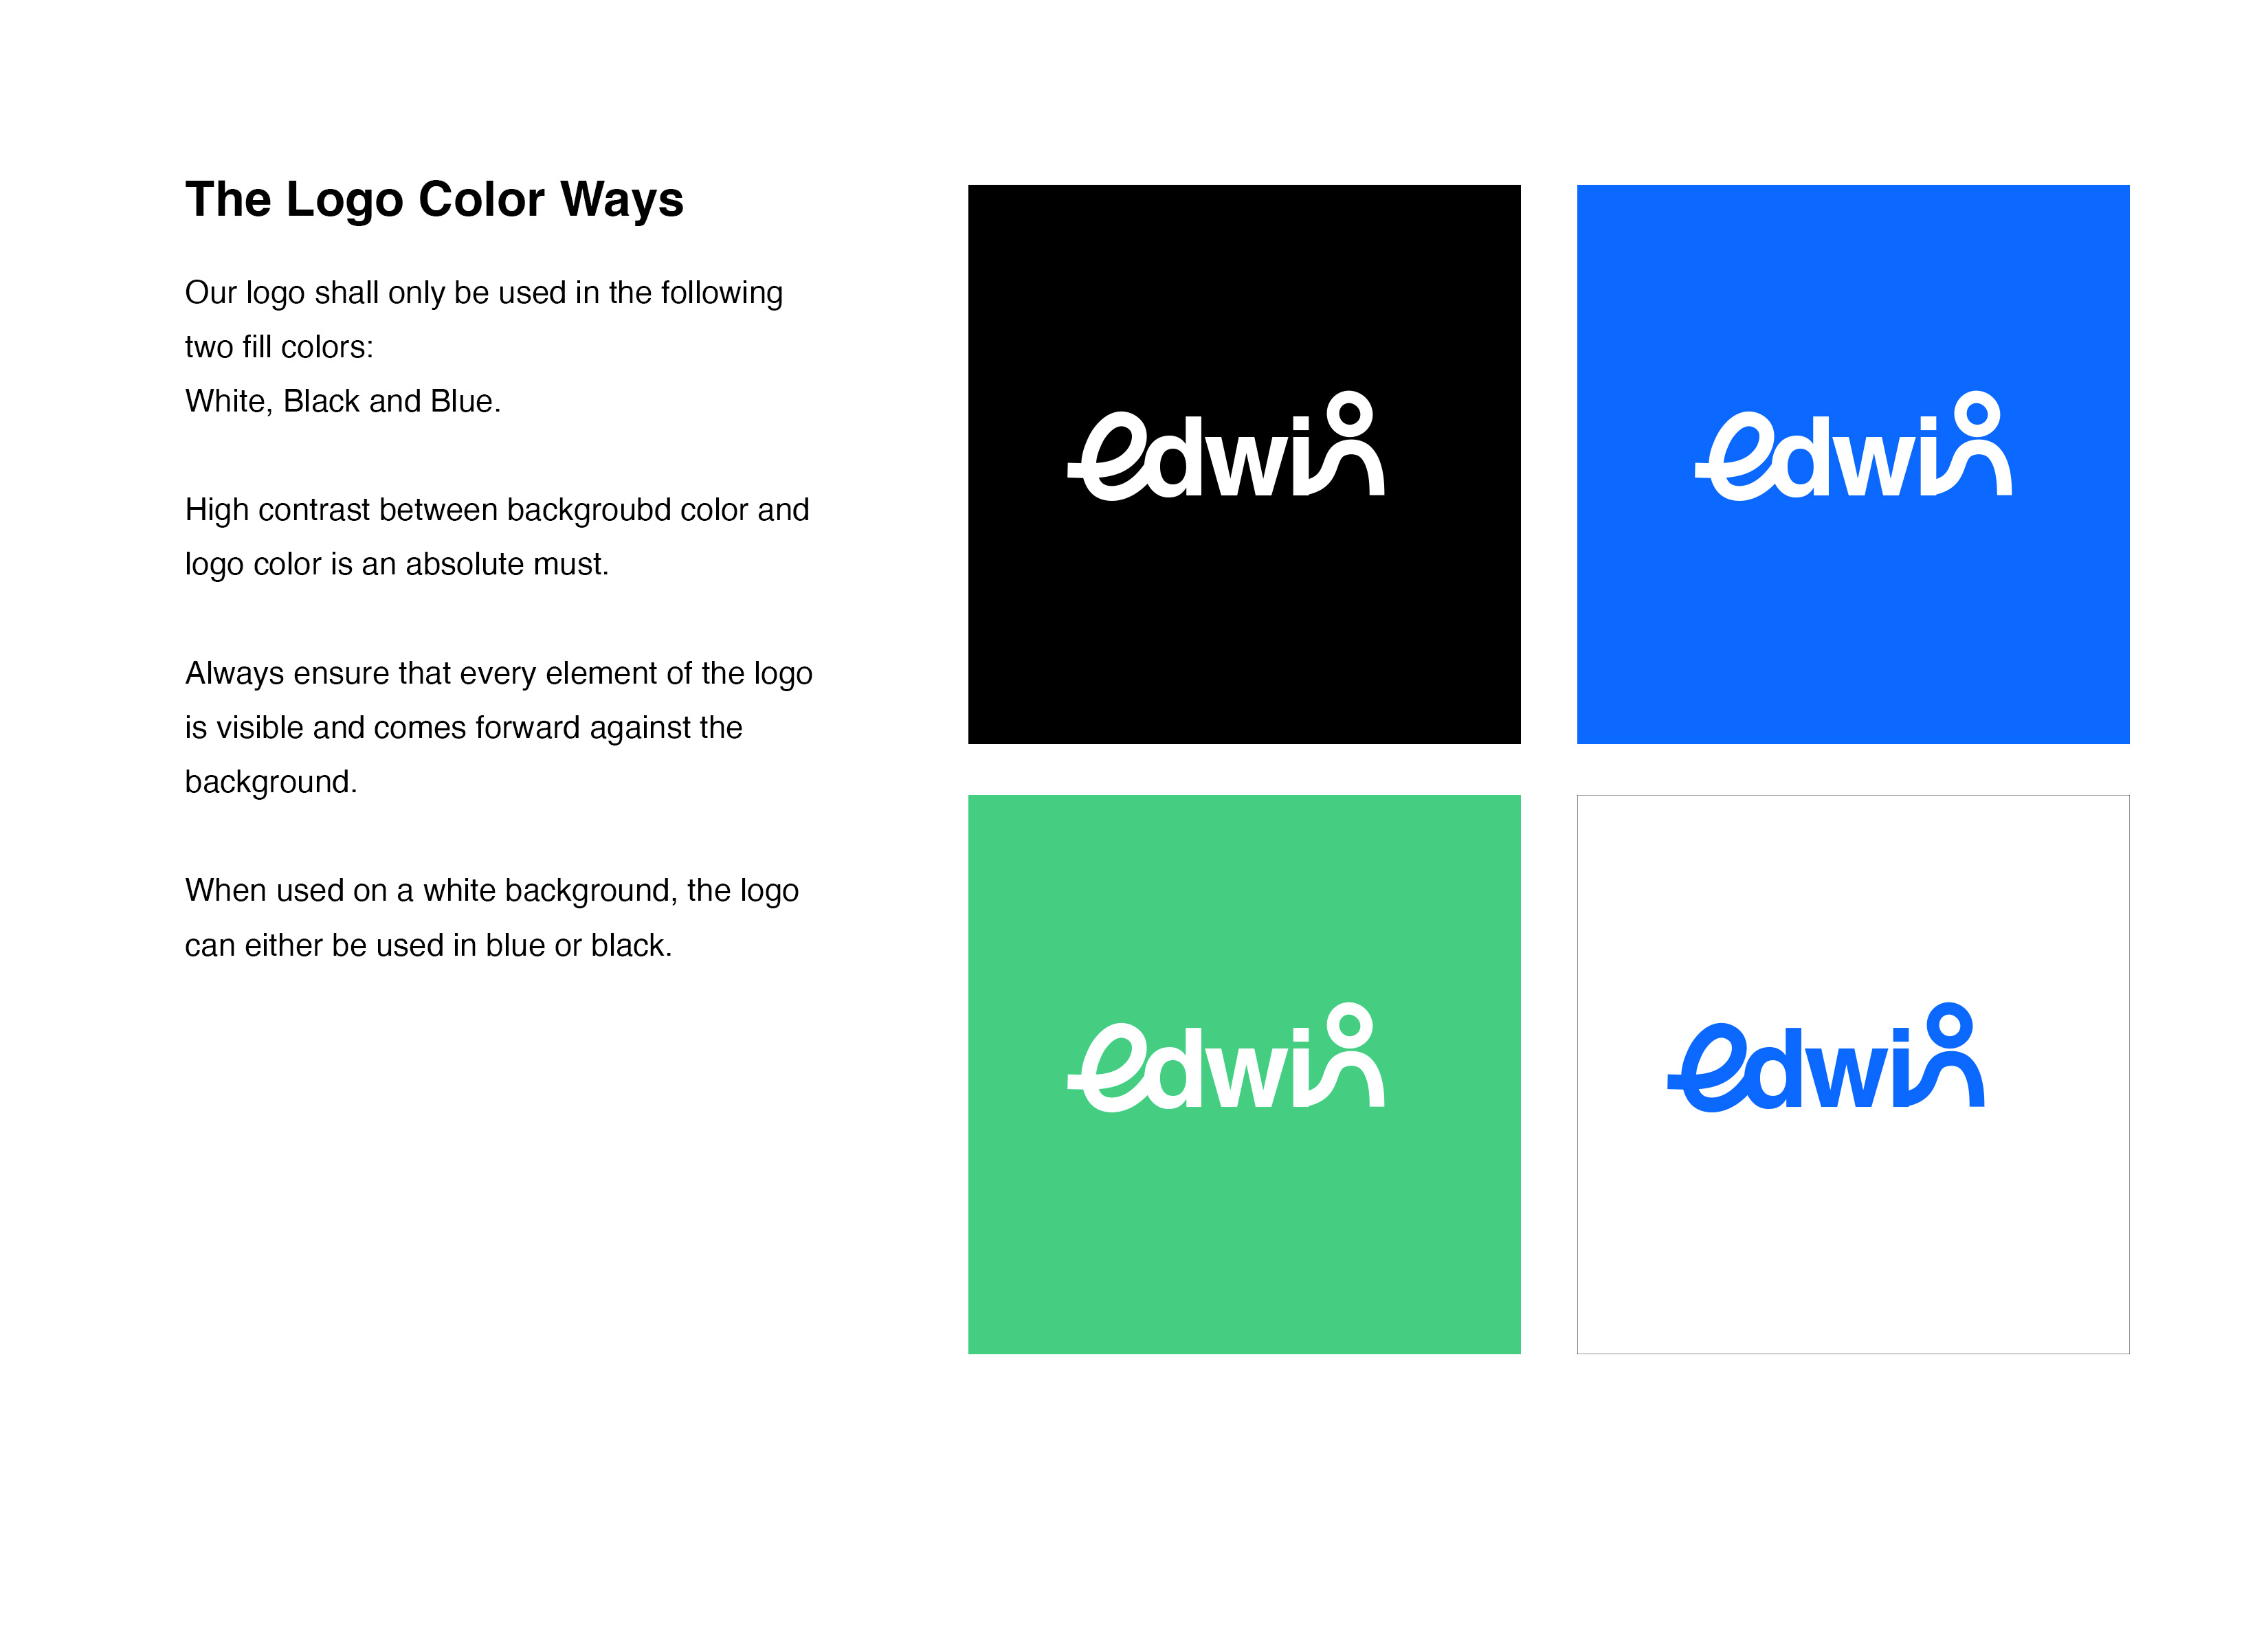 The Logo Color Ways
Our logo shall only be used in the following
two fill colors:
White, Black and Blue.
High contrast between backgroubd color and
logo color is an absolute must.
Always ensure that every element of the logo
is visible and comes forward against the
background.
When used on a white background, the logo
can either be used in blue or black.
edwin
edwin
edwin
edwin